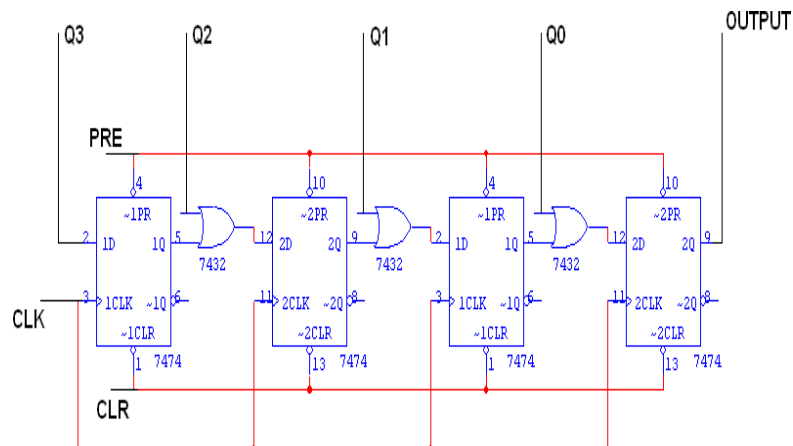 Q3 Q2 Q1 Q0 OUTPUT
PRE
4 10 4 10
~1PR ~2PR ~1PR ~2PR
2 1D 1Q 5 12 2D 2Q 9 2 1D 1Q 5 12 2D 2Q 9
7432 7432 7432
3 1CLK ~1Q 6 11 2CLK ~2Q 8 3 1CLK ~1Q 6 11 2CLK ~2Q 8
CLK
~1CLR ~2CLR ~1CLR ~2CLR
1 7474 13 7474 1 7474 13 7474
CLR